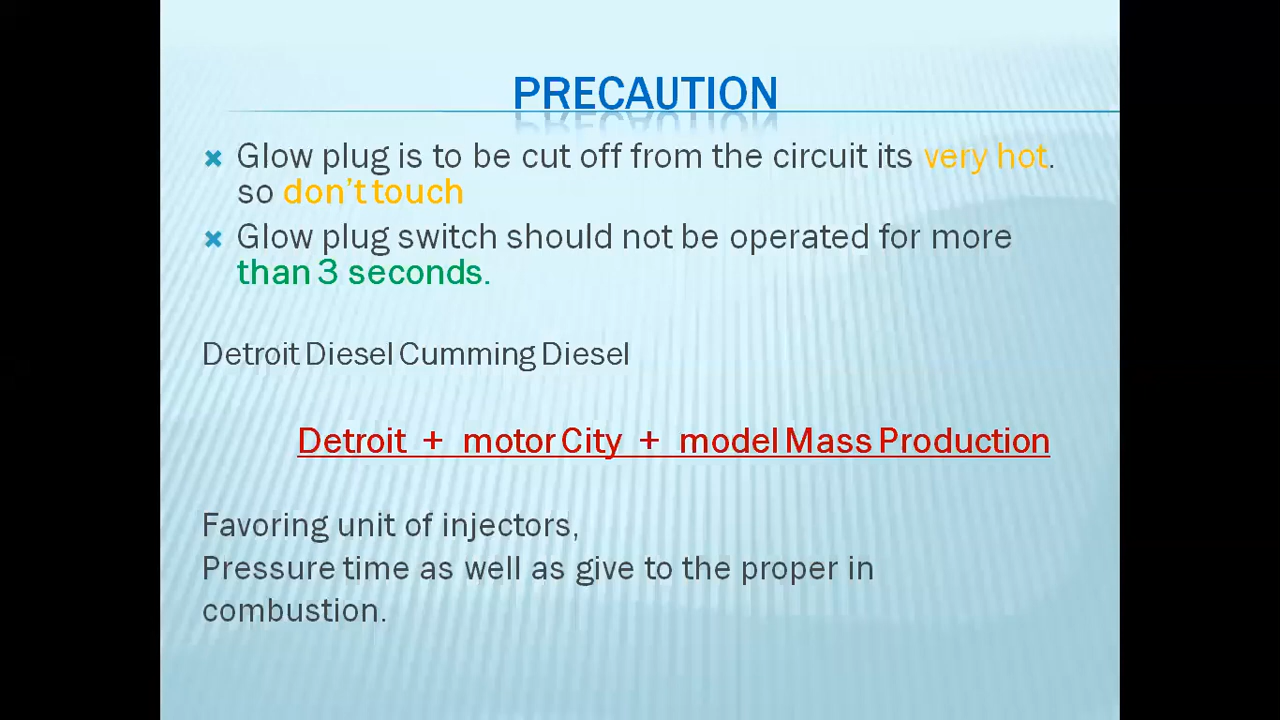 PRECAUTION
Glow plug is to be cut off from the circuit its very hot.
so don't touch
Glow plug switch should not be operated for more
than 3 seconds.
Detroit Diesel Cumming Diesel
Detroit + motor City + model Mass Production
Favoring unit of injectors,
Pressure time as well as give to the proper in
combustion.